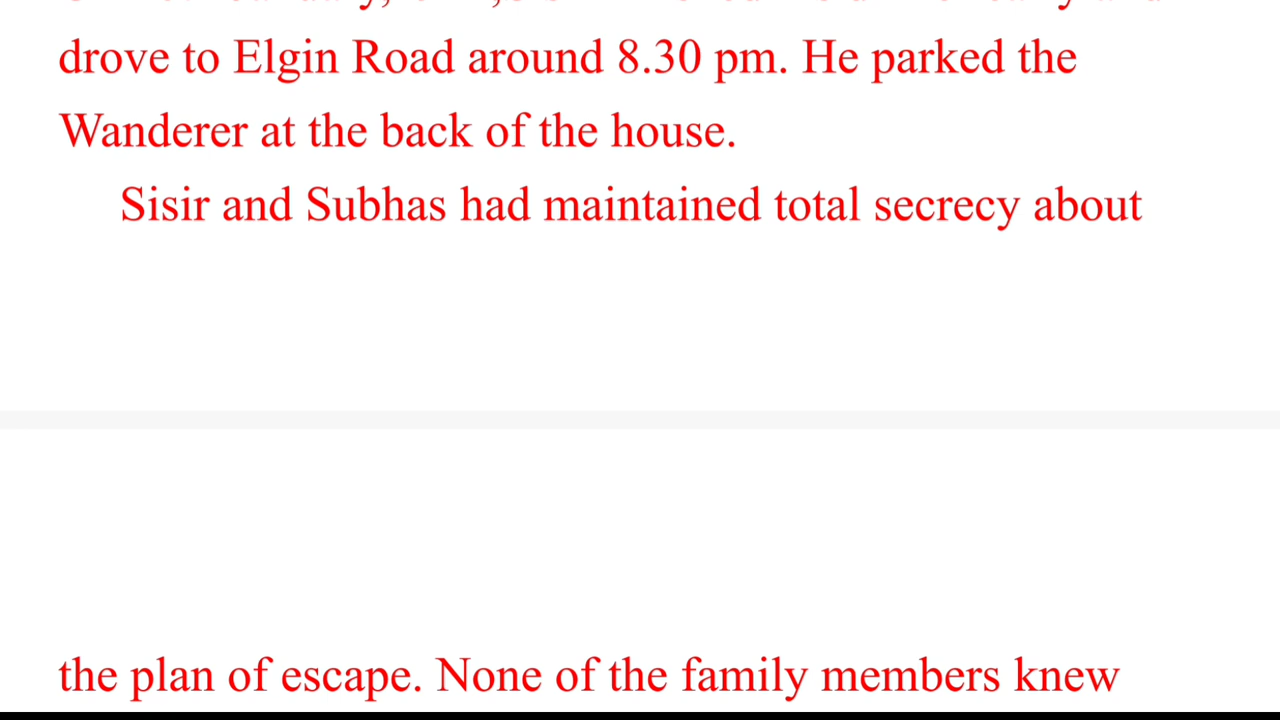 drove to Elgin Road around 8.30 pm. He parked the
Wanderer at the back of the house.
Sisir and Subhas had maintained total secrecy about
the plan of escape. None of the family members knew